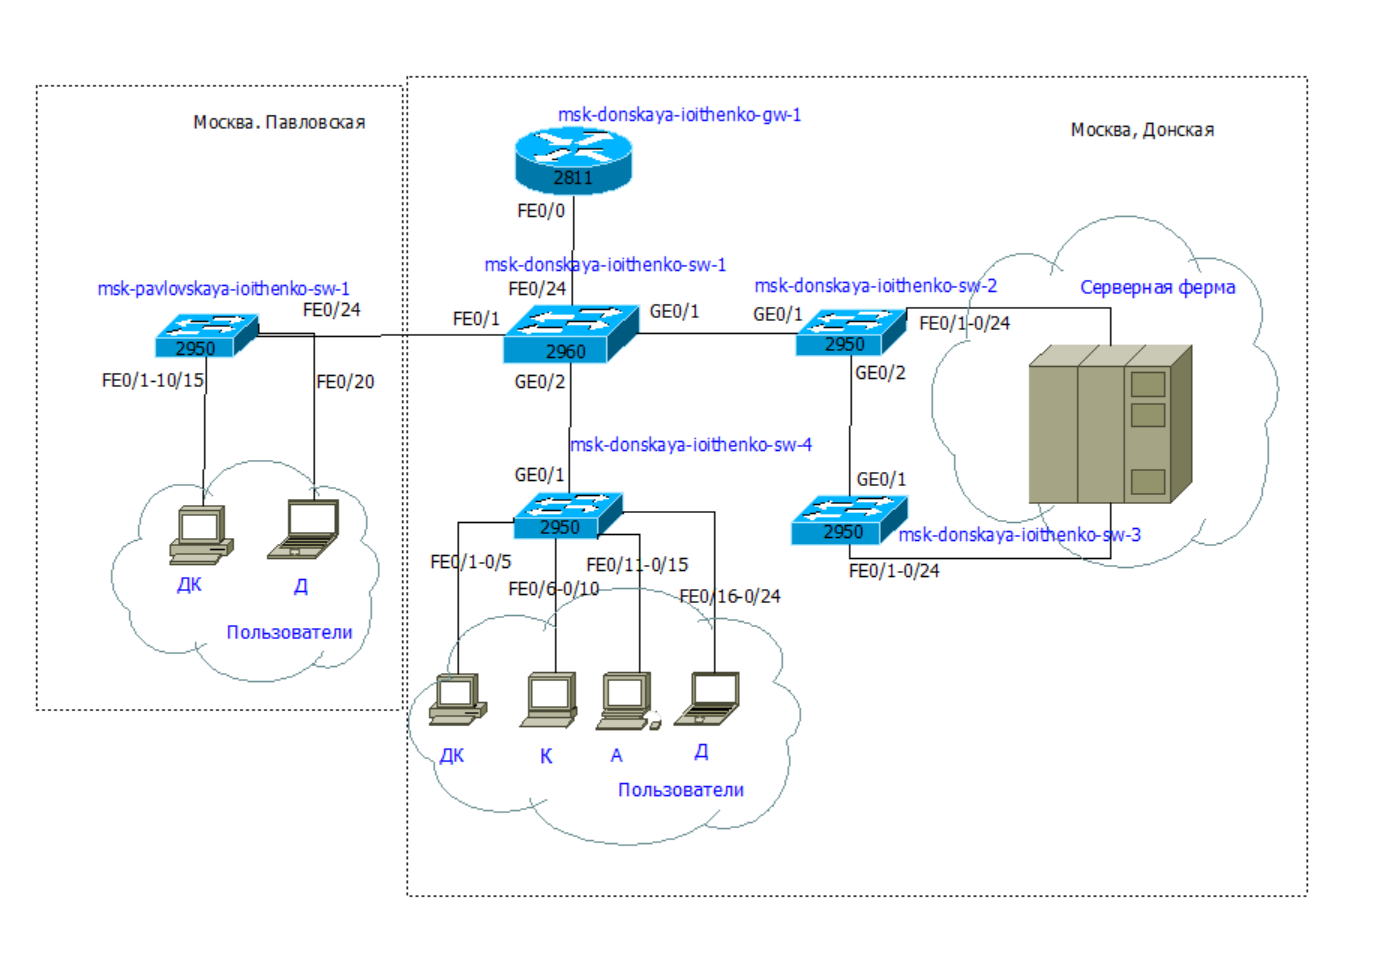 Москва. Павловская
msk-pavlovskaya-ioithenko-sw-1
FE0/24
2950
FE0/1-10/15
FE0/20
ДК
Д
Пользователи
Москва, Донская
msk-donskaya-ioithenko-gw-1
2811
FE0/0
msk-donskaya-ioithenko-sw-1
FE0/24
FE0/1
GE0/1
2960
GE0/2
msk-donskaya-ioithenko-sw-2
GE0/1
FE0/1-0/24
2950
GE0/2
Серверная ферма
msk-donskaya-ioithenko-sw-4
GE0/1
2950
FE0/1-0/5
FE0/6-0/10
FE0/11-0/15
FE0/16-0/24
GE0/1
2950
msk-donskaya-ioithenko-sw-3
FE0/1-0/24
ДК
К
А
Д
Пользователи